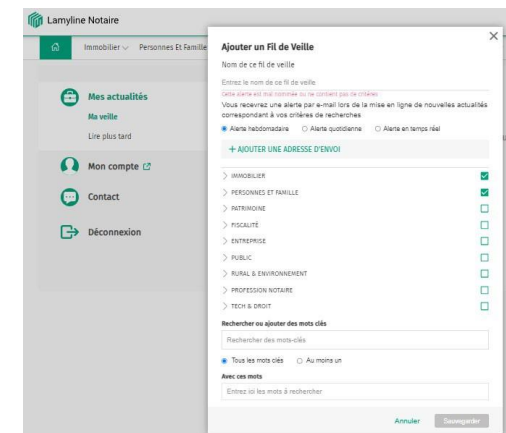 Lamyline Notaire
Immobilier
Personnes Et Famille
Mes actualités
Ma veille
Lire plus tard
Mon compte
Contact
Déconnexion
Ajouter un Fil de Veille
Nom de ce fil de veille
Entrez le nom de ce fil de veille
Cette alerte est mal nommée ou ne contient pas de critères
Vous recevrez une alerte par e-mail lors de la mise en ligne de nouvelles actualités
correspondant à vos critères de recherches
Alerte hebdomadaire
Alerte quotidienne
Alerte en temps réel
+ AJOUTER UNE ADRESSE D'ENVOI
IMMOBILIER
PERSONNES ET FAMILLE
PATRIMOINE
FISCALITÉ
ENTREPRISE
PUBLIC
RURAL & ENVIRONNEMENT
PROFESSION NOTAIRE
TECH & DROIT
Rechercher ou ajouter des mots clés
Rechercher des mots-clés
Tous les mots clés
Au moins un
Avec ces mots
Entrez ici les mots à rechercher
Annuler
Sauvegarder